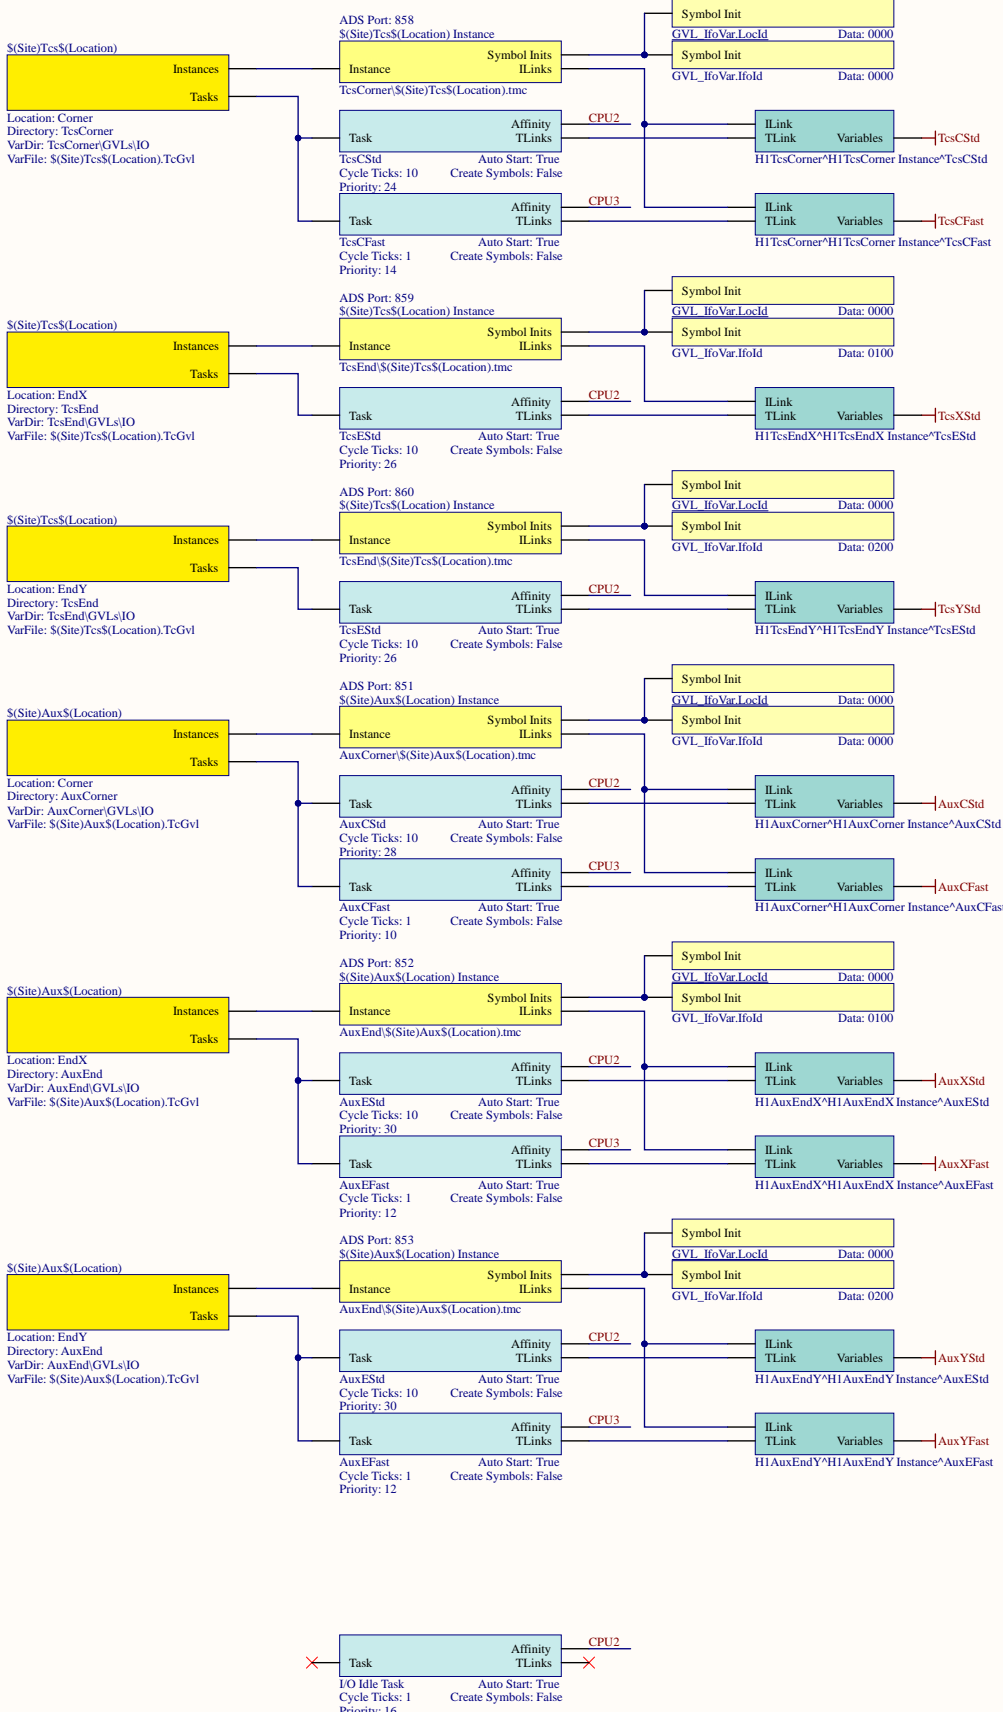 ADS Port: 858
$(Site)Tcs$(Location) Instance
Symbol Init
GVL_IfoVar.LocId Data: 0000
$(Site)Tcs$(Location)
Instances
Tasks
Symbol Inits
Instance ILinks
TcsCorner\$(Site)Tcs$(Location).tmc
Symbol Init
GVL_IfoVar.IfoId Data: 0000
Location: Corner
Directory: TcsCorner
VarDir: TcsCorner\GVLs\IO
VarFile: $(Site)Tcs$(Location).TcGvl
Affinity CPU2
Task TLinks
TcsCStd Auto Start: True
Cycle Ticks: 10 Create Symbols: False
Priority: 24
ILink
TLink Variables TcsCStd
H1TcsCorner^H1TcsCorner Instance^TcsCStd
Affinity CPU3
Task TLinks
TcsCFast Auto Start: True
Cycle Ticks: 1 Create Symbols: False
Priority: 14
ILink
TLink Variables TcsCFast
H1TcsCorner^H1TcsCorner Instance^TcsCFast
ADS Port: 859
$(Site)Tcs$(Location) Instance
Symbol Init
GVL_IfoVar.LocId Data: 0000
$(Site)Tcs$(Location)
Instances
Tasks
Symbol Inits
Instance ILinks
TcsEnd\$(Site)Tcs$(Location).tmc
Symbol Init
GVL_IfoVar.IfoId Data: 0100
Location: EndX
Directory: TcsEnd
VarDir: TcsEnd\GVLs\IO
VarFile: $(Site)Tcs$(Location).TcGvl
Affinity CPU2
Task TLinks
TcsEStd Auto Start: True
Cycle Ticks: 10 Create Symbols: False
Priority: 26
ILink
TLink Variables TcsXStd
H1TcsEndX^H1TcsEndX Instance^TcsEStd
ADS Port: 860
$(Site)Tcs$(Location) Instance
Symbol Init
GVL_IfoVar.LocId Data: 0000
$(Site)Tcs$(Location)
Instances
Tasks
Symbol Inits
Instance ILinks
TcsEnd\$(Site)Tcs$(Location).tmc
Symbol Init
GVL_IfoVar.IfoId Data: 0200
Location: EndY
Directory: TcsEnd
VarDir: TcsEnd\GVLs\IO
VarFile: $(Site)Tcs$(Location).TcGvl
Affinity CPU2
Task TLinks
TcsEStd Auto Start: True
Cycle Ticks: 10 Create Symbols: False
Priority: 26
ILink
TLink Variables TcsYStd
H1TcsEndY^H1TcsEndY Instance^TcsEStd
ADS Port: 851
$(Site)Aux$(Location) Instance
Symbol Init
GVL_IfoVar.LocId Data: 0000
$(Site)Aux$(Location)
Instances
Tasks
Symbol Inits
Instance ILinks
AuxCorner\$(Site)Aux$(Location).tmc
Symbol Init
GVL_IfoVar.IfoId Data: 0000
Location: Corner
Directory: AuxCorner
VarDir: AuxCorner\GVLs\IO
VarFile: $(Site)Aux$(Location).TcGvl
Affinity CPU2
Task TLinks
AuxCStd Auto Start: True
Cycle Ticks: 10 Create Symbols: False
Priority: 28
ILink
TLink Variables AuxCStd
H1AuxCorner^H1AuxCorner Instance^AuxCStd
Affinity CPU3
Task TLinks
AuxCFast Auto Start: True
Cycle Ticks: 1 Create Symbols: False
Priority: 10
ILink
TLink Variables AuxCFast
H1AuxCorner^H1AuxCorner Instance^AuxCFast
ADS Port: 852
$(Site)Aux$(Location) Instance
Symbol Init
GVL_IfoVar.LocId Data: 0000
$(Site)Aux$(Location)
Instances
Tasks
Symbol Inits
Instance ILinks
AuxEnd\$(Site)Aux$(Location).tmc
Symbol Init
GVL_IfoVar.IfoId Data: 0100
Location: EndX
Directory: AuxEnd
VarDir: AuxEnd\GVLs\IO
VarFile: $(Site)Aux$(Location).TcGvl
Affinity CPU2
Task TLinks
AuxEStd Auto Start: True
Cycle Ticks: 10 Create Symbols: False
Priority: 30
ILink
TLink Variables AuxXStd
H1AuxEndX^H1AuxEndX Instance^AuxEStd
Affinity CPU3
Task TLinks
AuxEFast Auto Start: True
Cycle Ticks: 1 Create Symbols: False
Priority: 12
ILink
TLink Variables AuxXFast
H1AuxEndX^H1AuxEndX Instance^AuxEFast
ADS Port: 853
$(Site)Aux$(Location) Instance
Symbol Init
GVL_IfoVar.LocId Data: 0000
$(Site)Aux$(Location)
Instances
Tasks
Symbol Inits
Instance ILinks
AuxEnd\$(Site)Aux$(Location).tmc
Symbol Init
GVL_IfoVar.IfoId Data: 0200
Location: EndY
Directory: AuxEnd
VarDir: AuxEnd\GVLs\IO
VarFile: $(Site)Aux$(Location).TcGvl
Affinity CPU2
Task TLinks
AuxEStd Auto Start: True
Cycle Ticks: 10 Create Symbols: False
Priority: 30
ILink
TLink Variables AuxYStd
H1AuxEndY^H1AuxEndY Instance^AuxEStd
Affinity CPU3
Task TLinks
AuxEFast Auto Start: True
Cycle Ticks: 1 Create Symbols: False
Priority: 12
ILink
TLink Variables AuxYFast
H1AuxEndY^H1AuxEndY Instance^AuxEFast
Affinity CPU2
Task TLinks
I/O Idle Task Auto Start: True
Cycle Ticks: 1 Create Symbols: False
Priority: 16